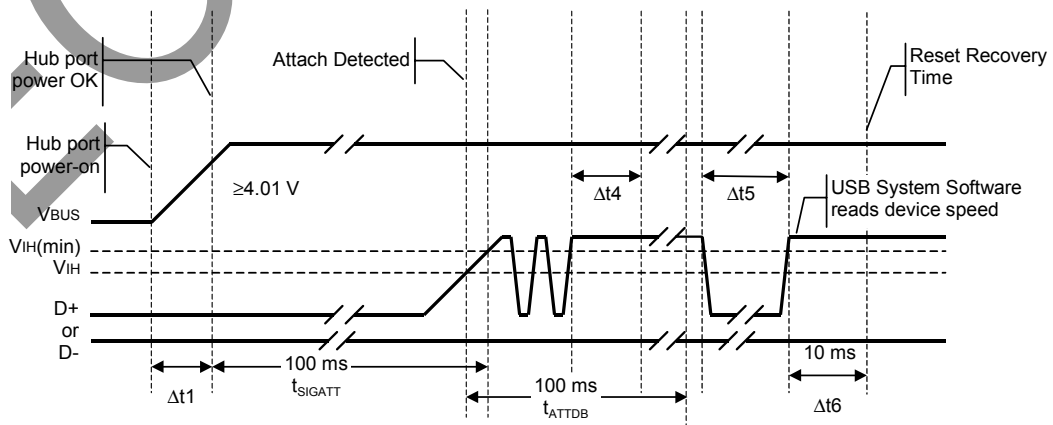 Hub port
power OK
Attach Detected
Reset Recovery
Time
Hub port
power-on
≥4.01 V
Δt4
Δt5
USB System Software
reads device speed
VBUS
VIH(min)
VIH
D+
or
D-
100 ms
tSIGATT
Δt1
100 ms
tATTDB
10 ms
Δt6